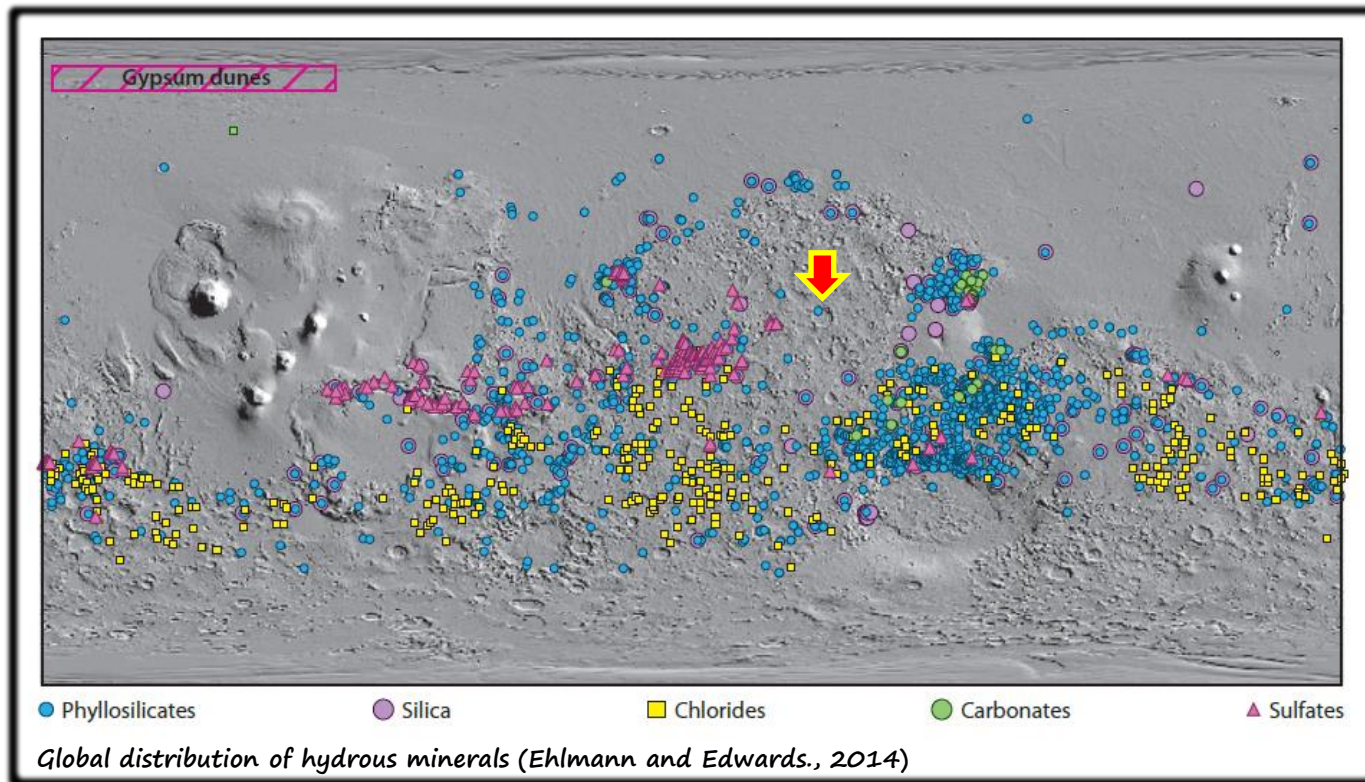 Gypsum dunes
Phyllosilicates Silica Chlorides Carbonates Sulfates
Global distribution of hydrous minerals (Ehlmann and Edwards., 2014)